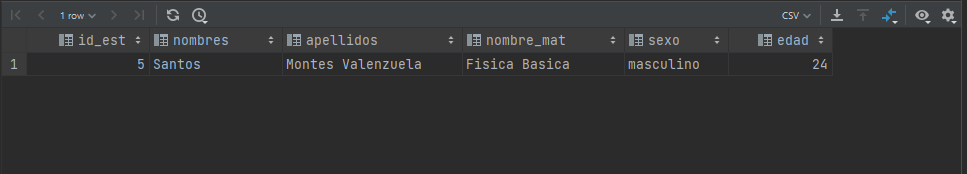 1 row CSV
id_est nombres apellidos nombre_mat sexo edad
1 5 Santos Montes Valenzuela Fisica Basica masculino 24